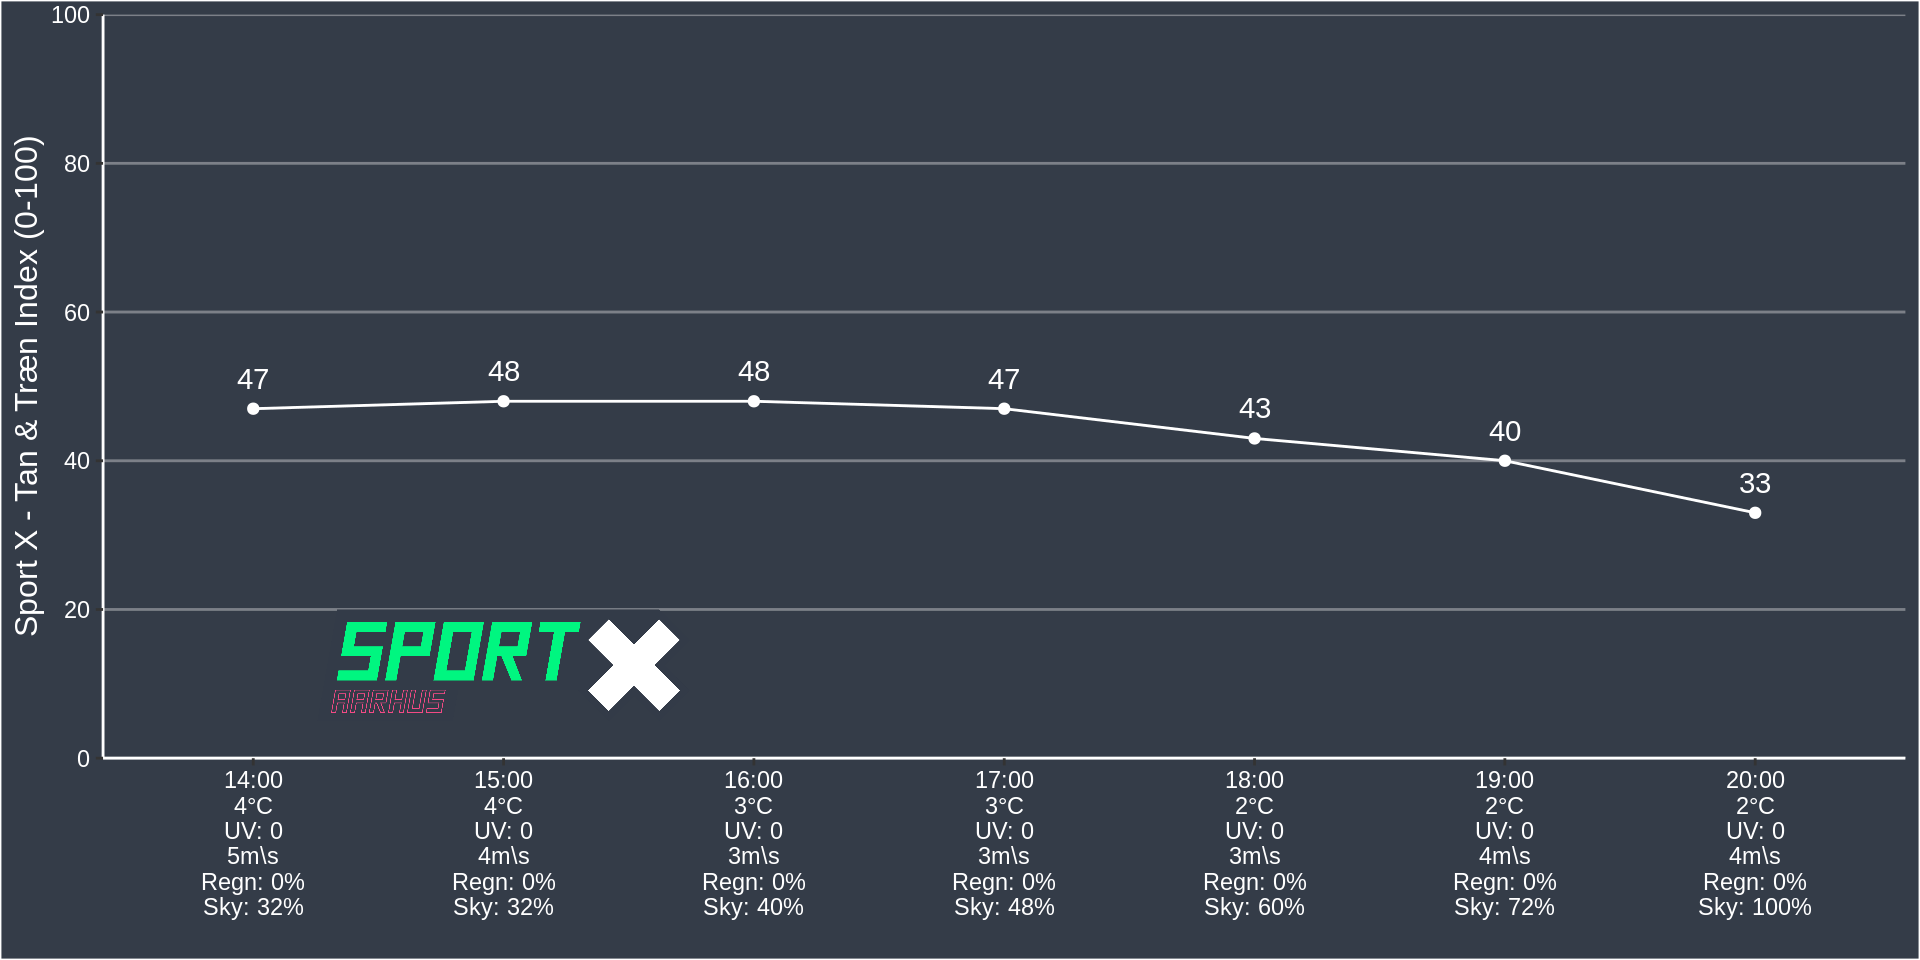 Sport X - Tan & Træn Index (0-100)
100
80
60
40
20
0
47
48
48
47
43
40
33
SPORT X
AARHUS
14:00 15:00 16:00 17:00 18:00 19:00 20:00
4°C 4°C 3°C 3°C 2°C 2°C 2°C
UV: 0 UV: 0 UV: 0 UV: 0 UV: 0 UV: 0 UV: 0
5m\s 4m\s 3m\s 3m\s 3m\s 4m\s 4m\s
Regn: 0% Regn: 0% Regn: 0% Regn: 0% Regn: 0% Regn: 0% Regn: 0%
Sky: 32% Sky: 32% Sky: 40% Sky: 48% Sky: 60% Sky: 72% Sky: 100%